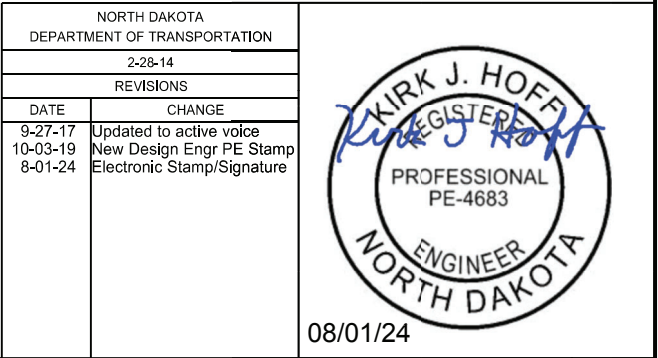 NORTH DAKOTA
DEPARTMENT OF TRANSPORTATION
2-28-14
REVISIONS
DATE CHANGE
9-27-17 Updated to active voice
10-03-19 New Design Engr PE Stamp
8-01-24 Electronic Stamp/Signature
KIRK J. HOFF
REGISTERED
Kirk J Hoff
PROFESSIONAL
PE-4683
ENGINEER
NORTH DAKOTA
08/01/24